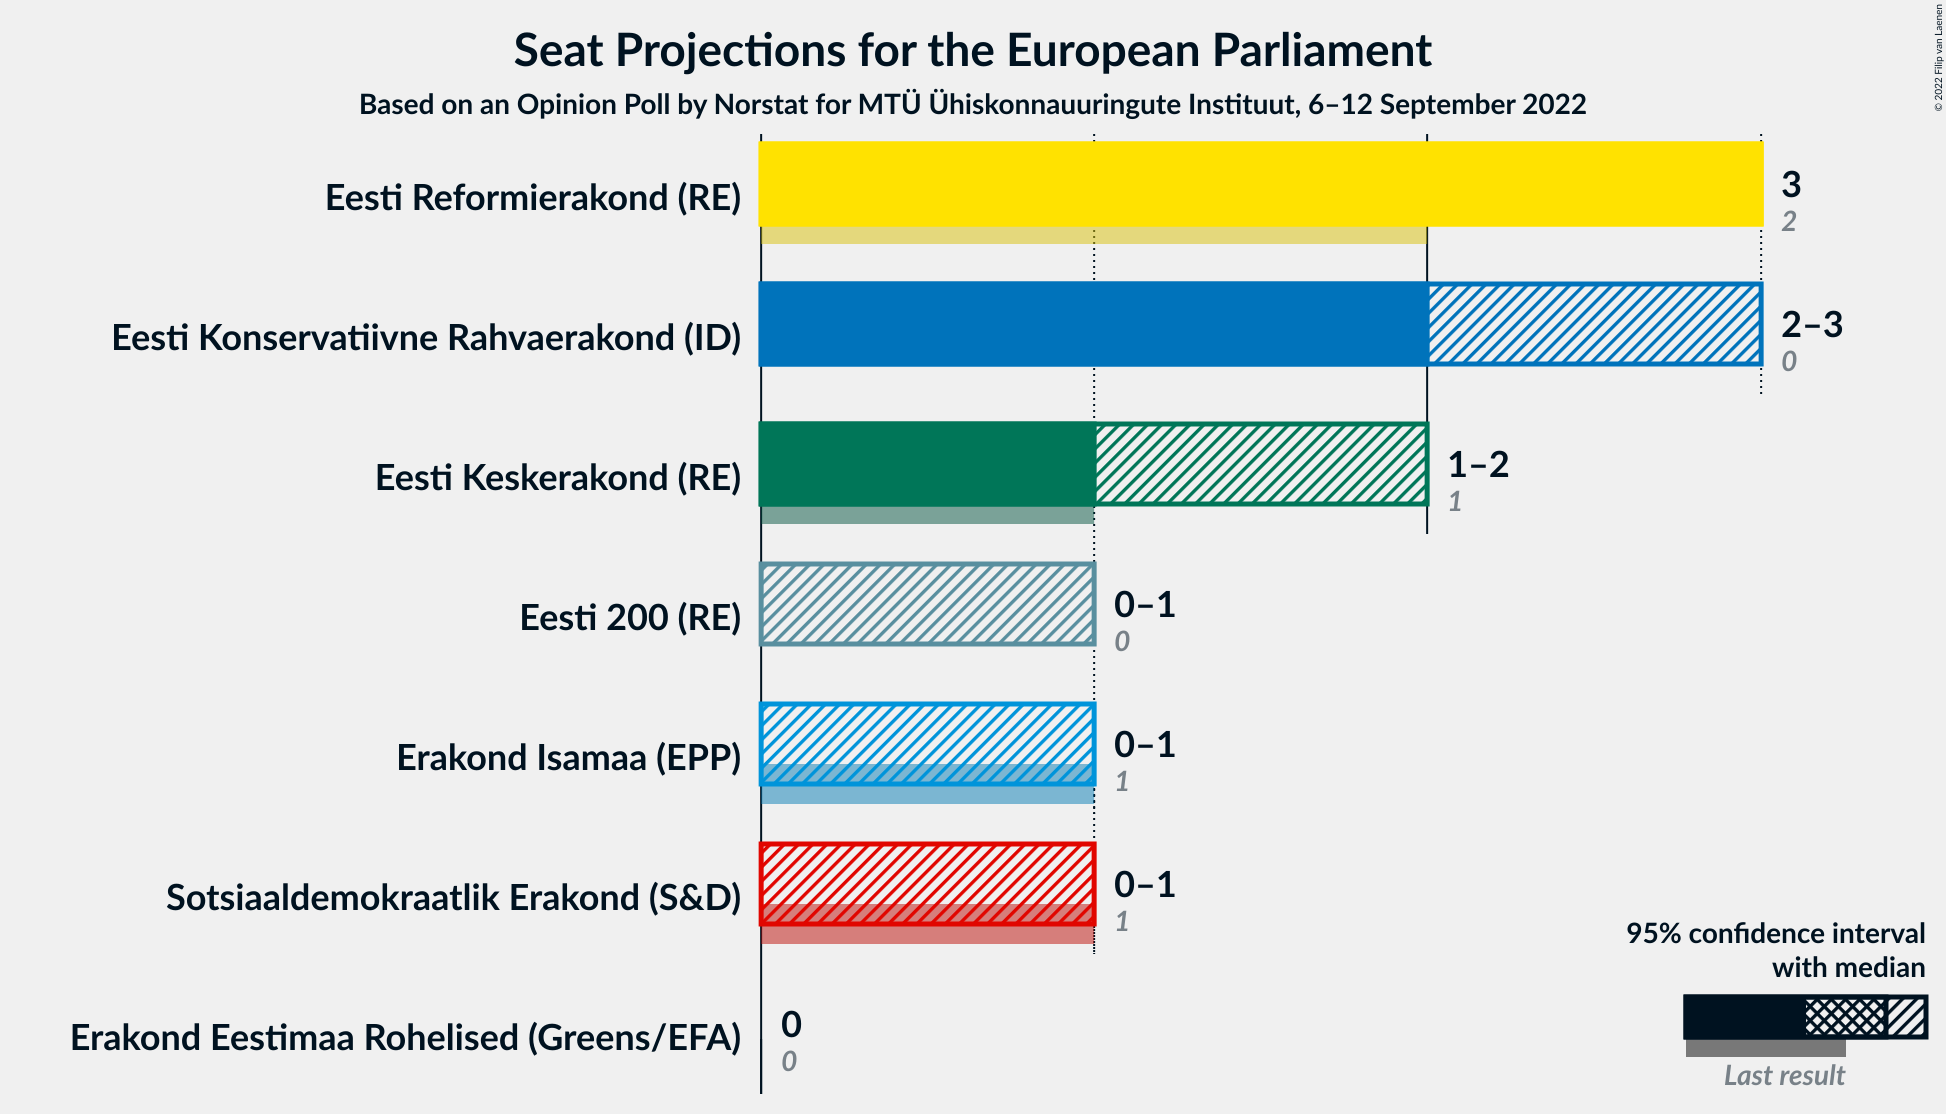 Seat Projections for the European Parliament
Based on an Opinion Poll by Norstat for MTÜ Ühiskonnauuringute Instituut, 6–12 September 2022
© 2022 Filip van Laenen
Eesti Reformierakond (RE)
3
2
Eesti Konservatiivne Rahvaerakond (ID)
2–3
0
Eesti Keskerakond (RE)
1–2
1
Eesti 200 (RE)
0–1
0
Erakond Isamaa (EPP)
0–1
1
Sotsiaaldemokraatlik Erakond (S&D)
0–1
1
Erakond Eestimaa Rohelised (Greens/EFA)
0
0
95% confidence interval
with median
Last result